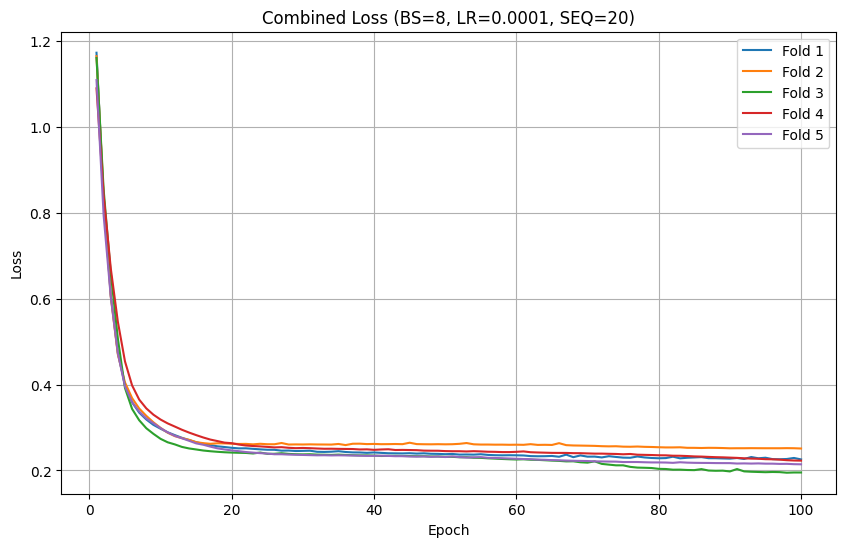 Combined Loss (BS=8, LR=0.0001, SEQ=20)
Loss
1.2
1.0
0.8
0.6
0.4
0.2
0
20
40
60
80
100
Epoch
Fold 1
Fold 2
Fold 3
Fold 4
Fold 5